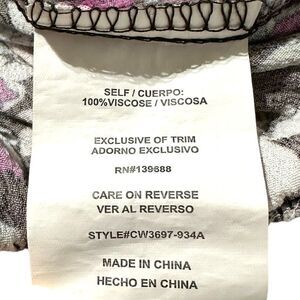 SELF / CUERPO:
100%VISCOSE / VISCOSA
EXCLUSIVE OF TRIM
ADORNO EXCLUSIVO
RN#139688
CARE ON REVERSE
VER AL REVERSO
STYLE#CW3697-934A
MADE IN CHINA
HECHO EN CHINA